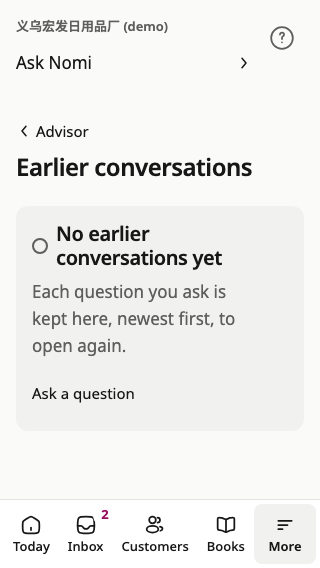 义乌宏发日用品厂 (demo)
Ask Nomi
Advisor
Earlier conversations
No earlier
conversations yet
Each question you ask is
kept here, newest first, to
open again.
Ask a question
2
Today
Inbox
Customers
Books
More